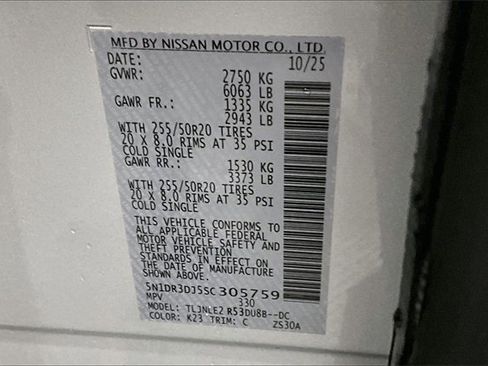 MFD BY NISSAN MOTOR CO., LTD.
DATE: 10/25
GVWR: 2750 KG
6063 LB
GAWR FR.: 1335 KG
2943 LB
WITH 255/50R20 TIRES
20 X 8.0 RIMS AT 35 PSI
COLD SINGLE
GAWR RR.: 1530 KG
3373 LB
WITH 255/50R20 TIRES
20 X 8.0 RIMS AT 35 PSI
COLD SINGLE
THIS VEHICLE CONFORMS TO
ALL APPLICABLE FEDERAL
MOTOR VEHICLE SAFETY AND
THEFT PREVENTION
STANDARDS IN EFFECT ON
THE DATE OF MANUFACTURE
SHOWN ABOVE.
5N1DR3DJ5SC305759
330
MPV
MODEL: TLJNLE2 R53DU8B--DC
COLOR: K23 TRIM: C ZS30A